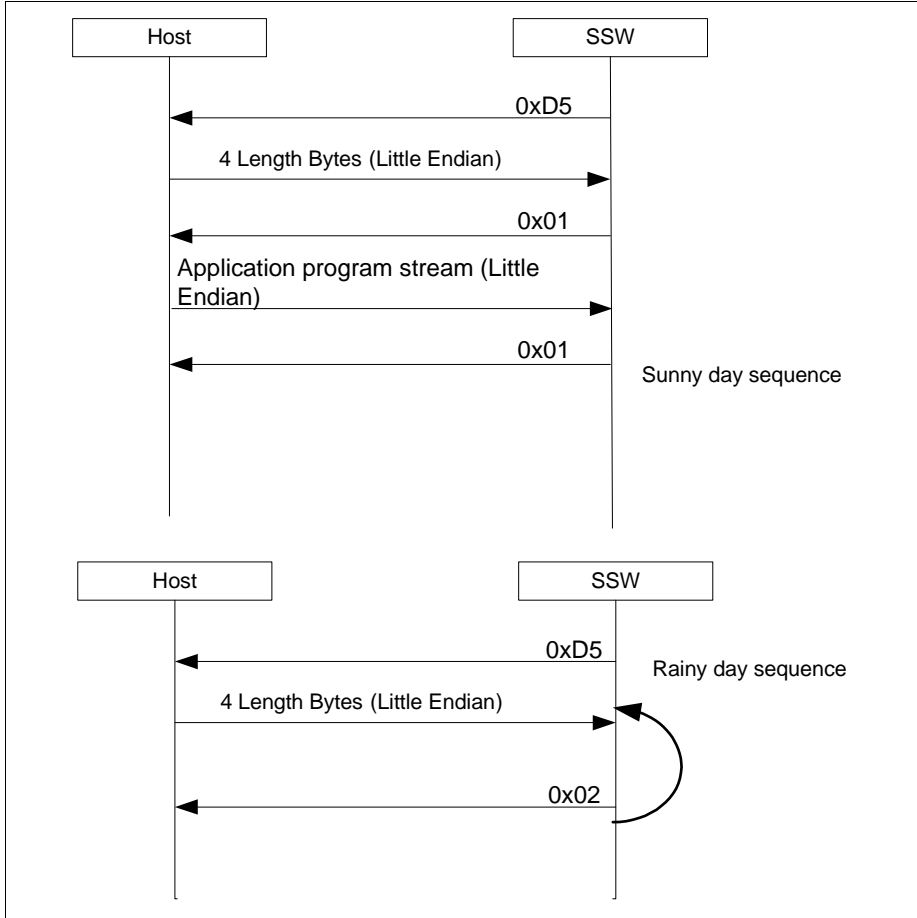 Host
SSW
0xD5
4 Length Bytes (Little Endian)
0x01
Application program stream (Little
Endian)
0x01
Sunny day sequence
Host
SSW
0xD5
Rainy day sequence
4 Length Bytes (Little Endian)
0x02